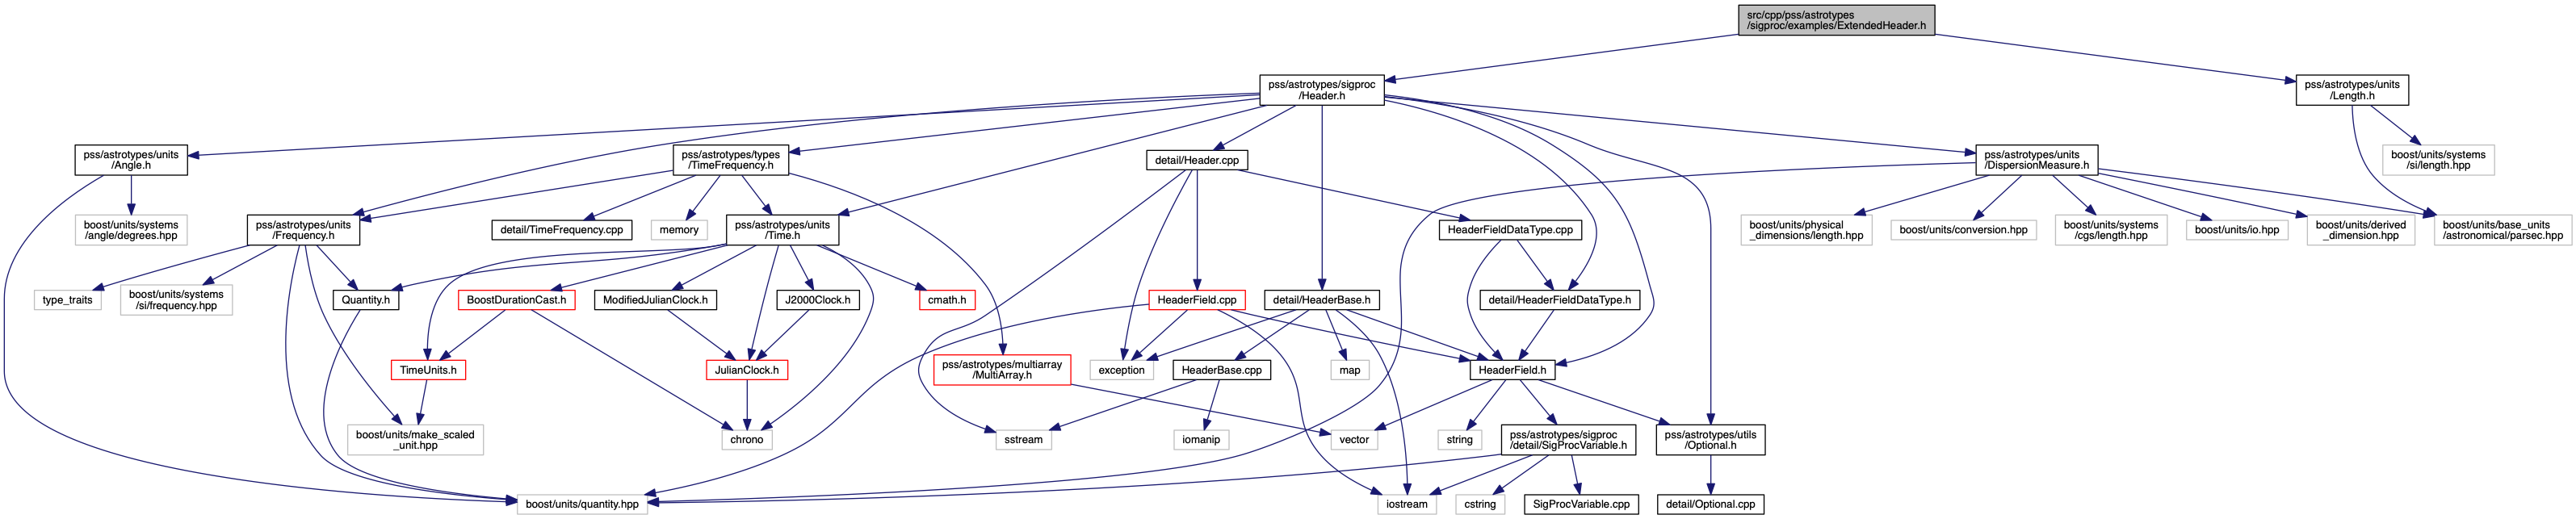 src/cpp/pss/astrotypes
/sigproc/examples/ExtendedHeader.h
pss/astrotypes/sigproc
/Header.h
pss/astrotypes/units
/Length.h
pss/astrotypes/units
/Angle.h
pss/astrotypes/types
/TimeFrequency.h
detail/Header.cpp
pss/astrotypes/units
/DispersionMeasure.h
boost/units/systems
/si/length.hpp
boost/units/systems
/angle/degrees.hpp
pss/astrotypes/units
/Frequency.h
detail/TimeFrequency.cpp
memory
pss/astrotypes/units
/Time.h
HeaderFieldDataType.cpp
boost/units/physical
_dimensions/length.hpp
boost/units/conversion.hpp
boost/units/systems
/cgs/length.hpp
boost/units/io.hpp
boost/units/derived
_dimension.hpp
boost/units/base_units
/astronomical/parsec.hpp
type_traits
boost/units/systems
/si/frequency.hpp
Quantity.h
BoostDurationCast.h
ModifiedJulianClock.h
J2000Clock.h
cmath.h
HeaderField.cpp
detail/HeaderBase.h
detail/HeaderFieldDataType.h
TimeUnits.h
JulianClock.h
pss/astrotypes/multiarray
/MultiArray.h
exception
HeaderBase.cpp
map
HeaderField.h
boost/units/make_scaled
_unit.hpp
chrono
sstream
iomanip
vector
string
pss/astrotypes/sigproc
/detail/SigProcVariable.h
pss/astrotypes/utils
/Optional.h
boost/units/quantity.hpp
iostream
cstring
SigProcVariable.cpp
detail/Optional.cpp